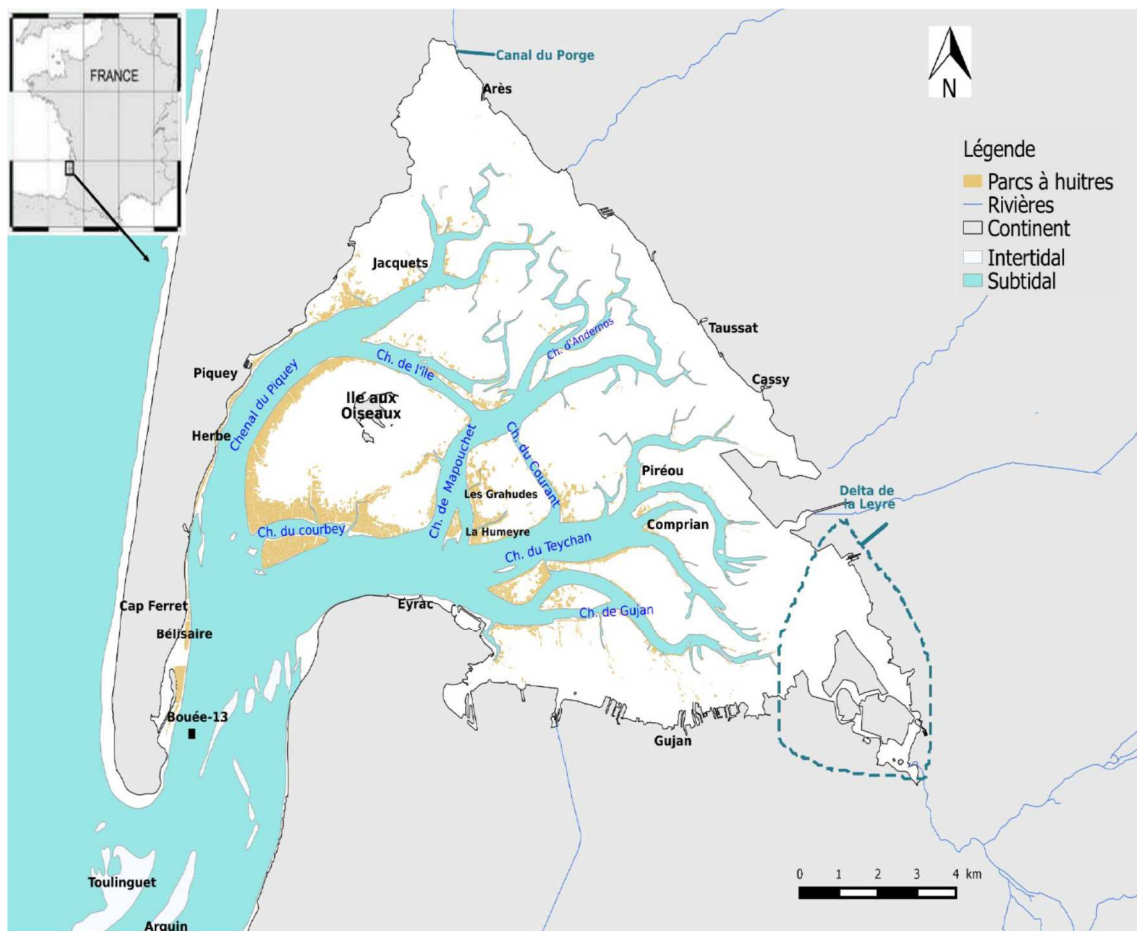 FRANCE
Canal du Porge
Arès
N
Légende
Parcs à huitres
Rivières
Continent
Intertidal
Subtidal
Jacquets
Taussat
Ch. d'Andernos
Ch. de l'île
Piquey
Cassy
Chenal du Piquey
Ile aux
Oiseaux
Herbe
Ch. de Mapouchet
Ch. du Courant
Piréou
Les Grahudes
Delta de
la Leyre
Ch. du courbey
La Humeyre
Comprian
Ch. du Teychan
Cap Ferret
Eyrac
Ch. de Gujan
Bélisaire
Bouée-13
Gujan
0 1 2 3 4 km
Toulinguet
Arguin